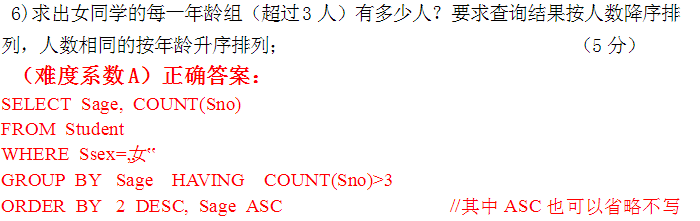 6)求出女同学的每一年龄组（超过3人）有多少人？要求查询结果按人数降序排
列，人数相同的按年龄升序排列；（5分）
（难度系数A）正确答案：
SELECT Sage, COUNT(Sno)
FROM Student
WHERE Ssex=„女‟
GROUP BY Sage HAVING COUNT(Sno)>3
ORDER BY 2 DESC, Sage ASC //其中 ASC 也可以省略不写